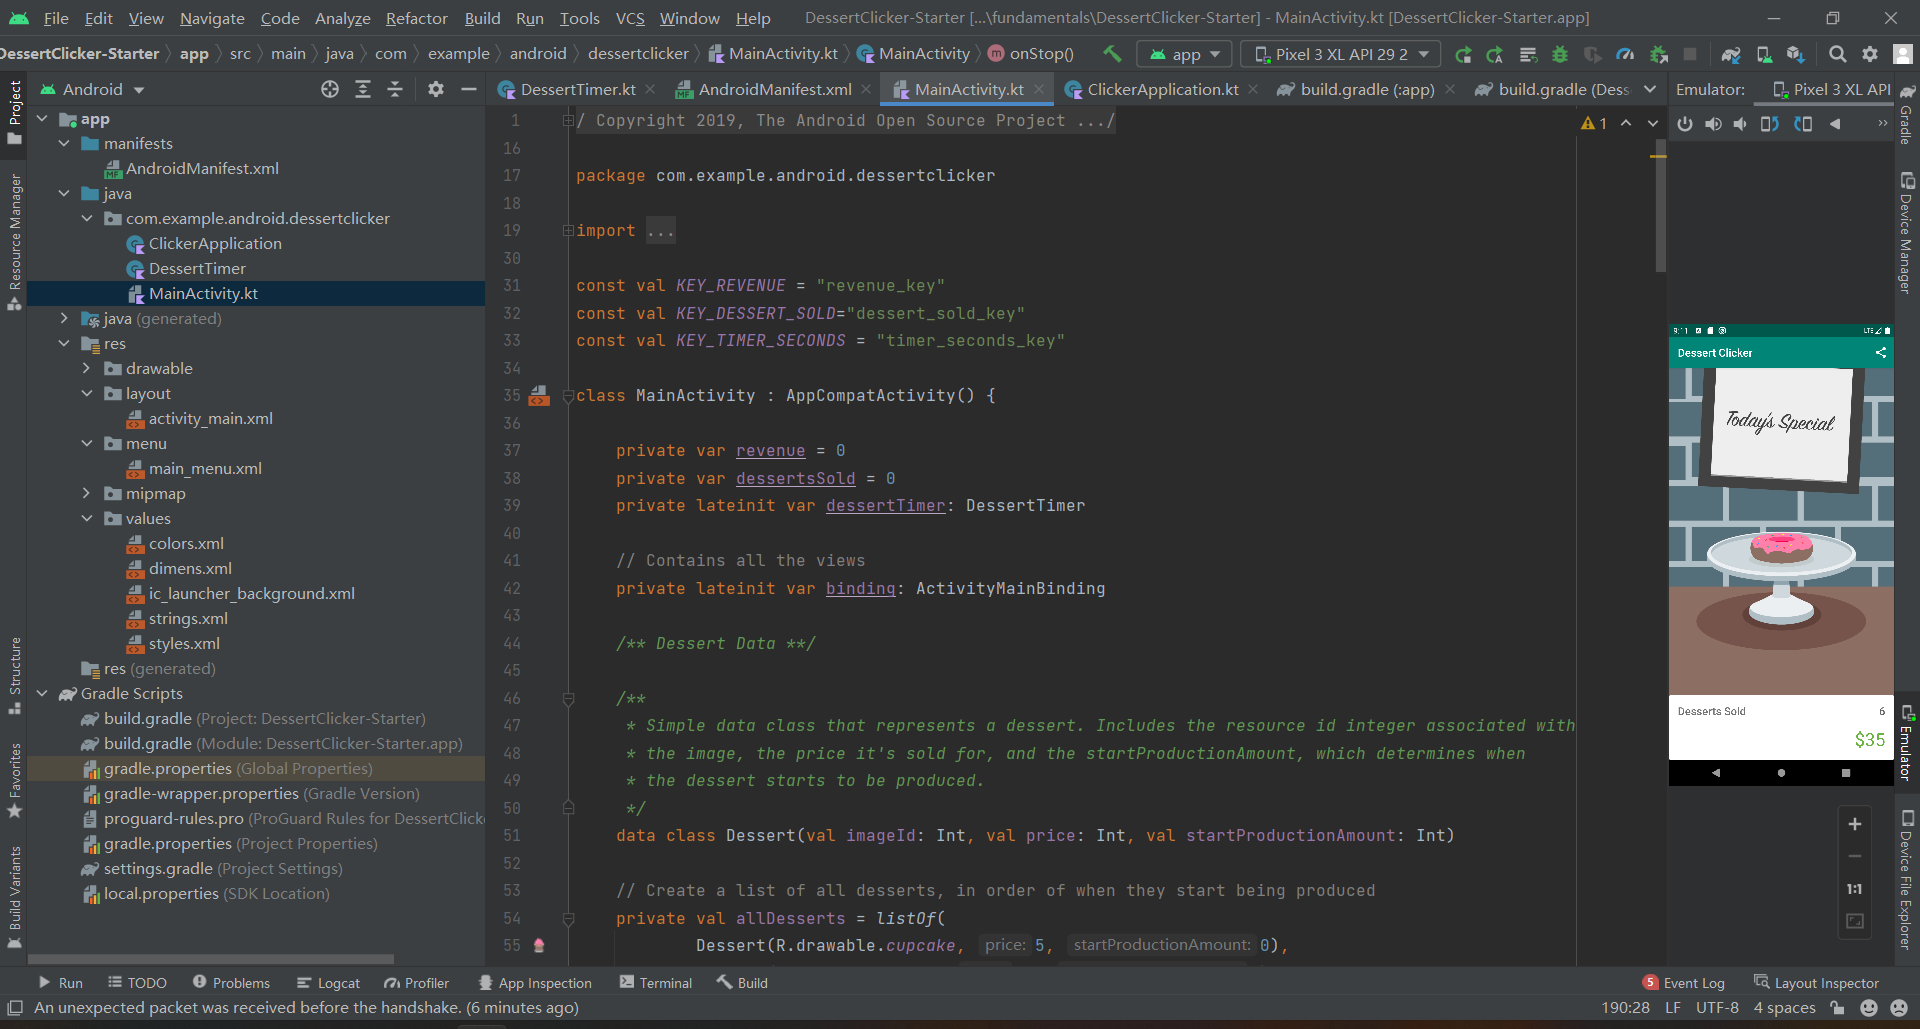 File Edit View Navigate Code Analyze Refactor Build Run Tools VCS Window Help DessertClicker-Starter [...\fundamentals\DessertClicker-Starter] - MainActivity.kt [DessertClicker-Starter.app]
DessertClicker-Starter app src main java com example android dessertclicker MainActivity.kt MainActivity m onStop() app Pixel 3 XL API 29 2
Project
Resource Manager
Structure
Favorites
Build Variants
Android
app
manifests
AndroidManifest.xml
java
com.example.android.dessertclicker
ClickerApplication
DessertTimer
MainActivity.kt
java (generated)
res
drawable
layout
activity_main.xml
menu
main_menu.xml
mipmap
values
colors.xml
dimens.xml
ic_launcher_background.xml
strings.xml
styles.xml
res (generated)
Gradle Scripts
build.gradle (Project: DessertClicker-Starter)
build.gradle (Module: DessertClicker-Starter.app)
gradle.properties (Global Properties)
gradle-wrapper.properties (Gradle Version)
proguard-rules.pro (ProGuard Rules for DessertClicke
gradle.properties (Project Properties)
settings.gradle (Project Settings)
local.properties (SDK Location)
DessertTimer.kt AndroidManifest.xml MainActivity.kt ClickerApplication.kt build.gradle (:app) build.gradle (Dess
1 / Copyright 2019, The Android Open Source Project .../
1
16
17 package com.example.android.dessertclicker
18
19 import ...
30
31 const val KEY_REVENUE = "revenue_key"
32 const val KEY_DESSERT_SOLD="dessert_sold_key"
33 const val KEY_TIMER_SECONDS = "timer_seconds_key"
34
35 class MainActivity : AppCompatActivity() {
36
37 private var revenue = 0
38 private var dessertsSold = 0
39 private lateinit var dessertTimer: DessertTimer
40
41 // Contains all the views
42 private lateinit var binding: ActivityMainBinding
43
44 /** Dessert Data **/
45
46 /**
47 * Simple data class that represents a dessert. Includes the resource id integer associated with
48 * the image, the price it's sold for, and the startProductionAmount, which determines when
49 * the dessert starts to be produced.
50 */
51 data class Dessert(val imageId: Int, val price: Int, val startProductionAmount: Int)
52
53 // Create a list of all desserts, in order of when they start being produced
54 private val allDesserts = listOf(
55 Dessert(R.drawable.cupcake, price: 5, startProductionAmount: 0),
Emulator: Pixel 3 XL API
9:11 LTE
Dessert Clicker
Today's Special
Desserts Sold 6
$35
1:1
Gradle
Device Manager
Emulator
Device File Explorer
Run TODO Problems Logcat Profiler App Inspection Terminal Build 5 Event Log Layout Inspector
An unexpected packet was received before the handshake. (6 minutes ago) 190:28 LF UTF-8 4 spaces